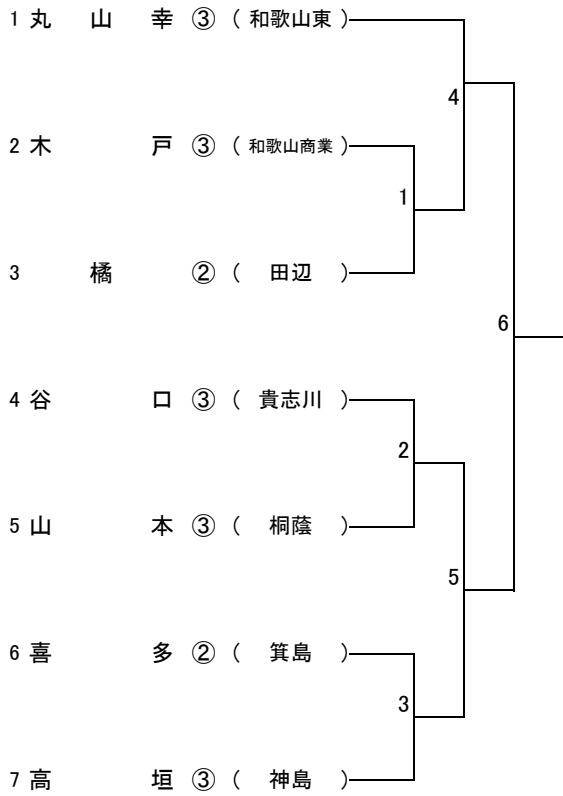 1 丸山幸 ③ ( 和歌山東 )
4
2 木戸 ③ ( 和歌山商業 )
1
3 橘 ② ( 田辺 )
6
4 谷口 ③ ( 貴志川 )
2
5 山本 ③ ( 桐蔭 )
5
6 喜多 ② ( 箕島 )
3
7 高垣 ③ ( 神島 )